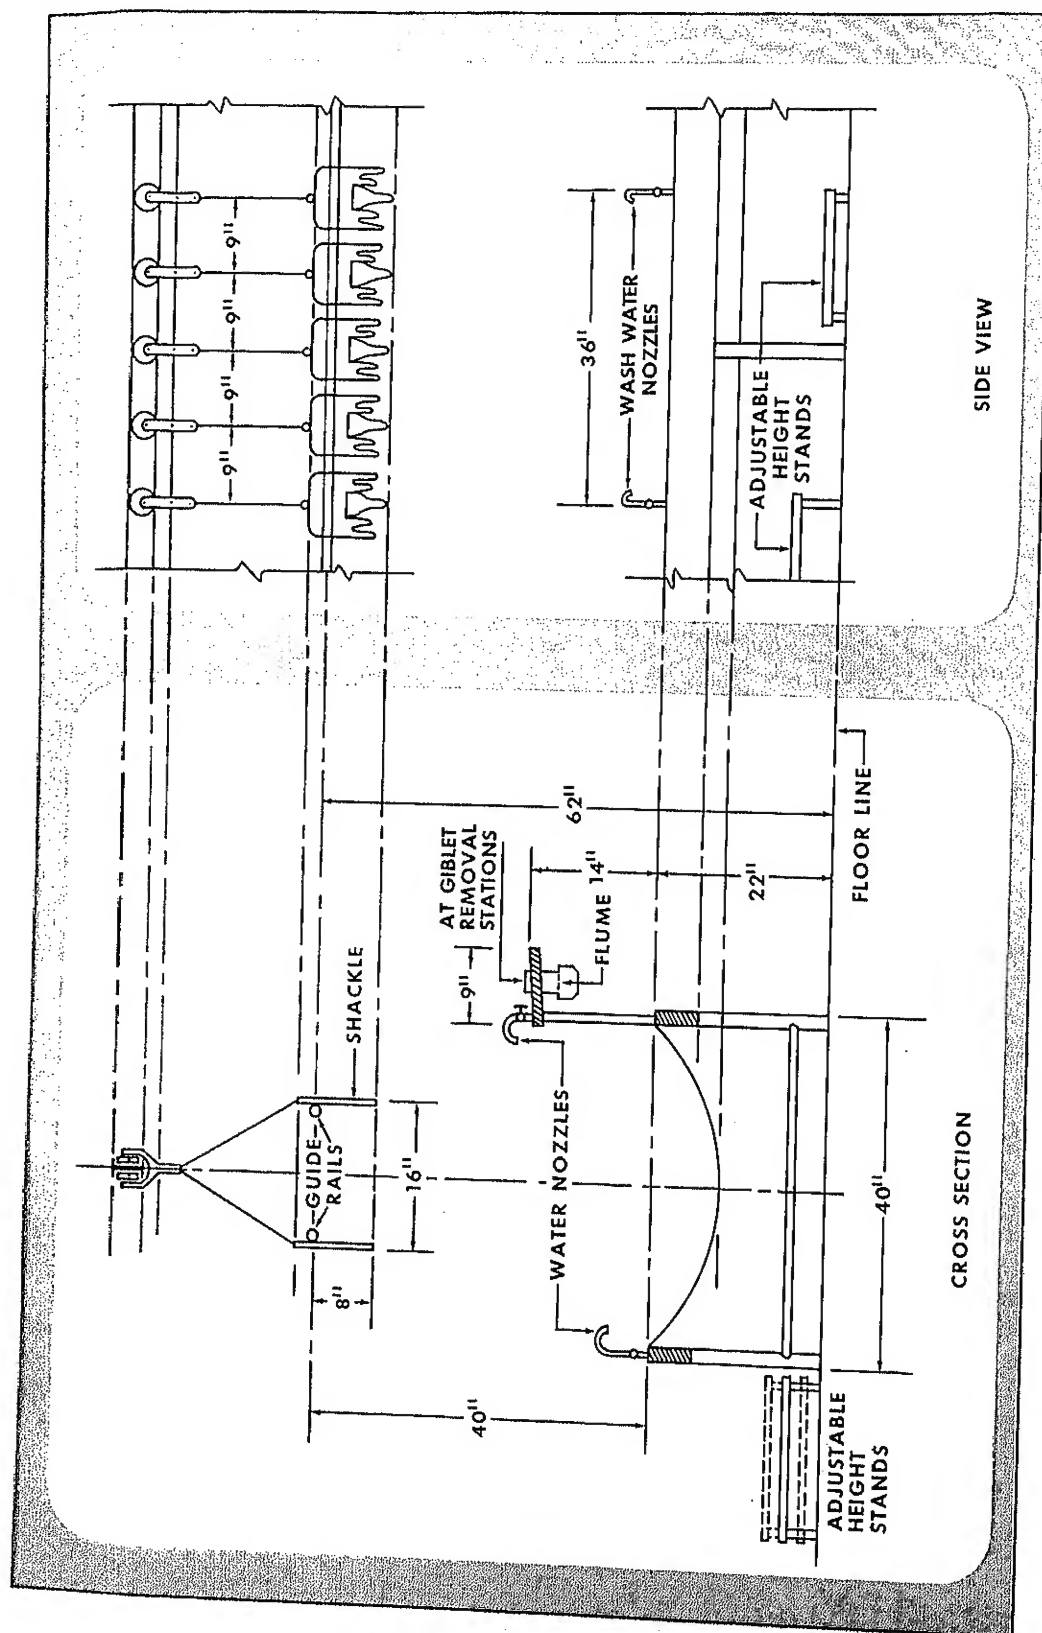 SHACKLE
GUIDE
RAILS
16"
8"
40"
WATER NOZZLES
9"
AT GIBLET
REMOVAL
STATIONS
FLUME
14"
62"
22"
FLOOR LINE
40"
ADJUSTABLE
HEIGHT
STANDS
CROSS SECTION
9"
9"
9"
9"
36"
WASH WATER
NOZZLES
ADJUSTABLE
HEIGHT
STANDS
SIDE VIEW